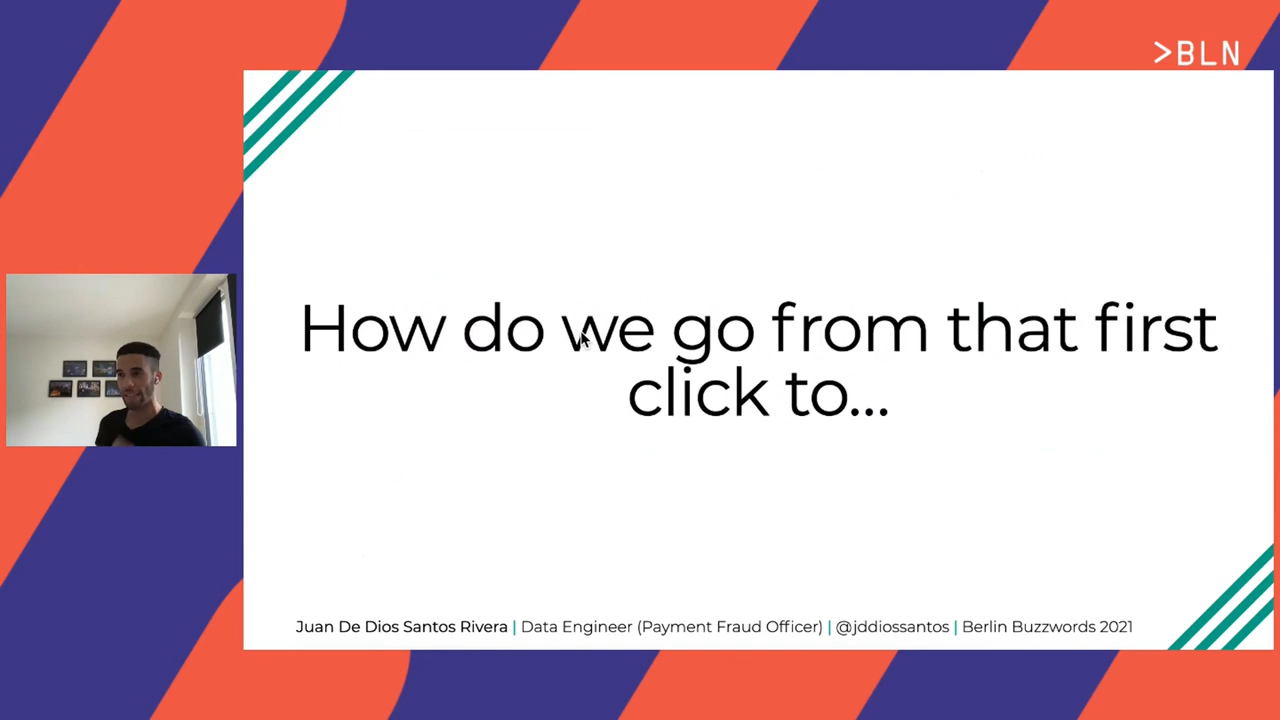 >BLN
How do we go from that first
click to...
Juan De Dios Santos Rivera | Data Engineer (Payment Fraud Officer) | @jddiossantos | Berlin Buzzwords 2021